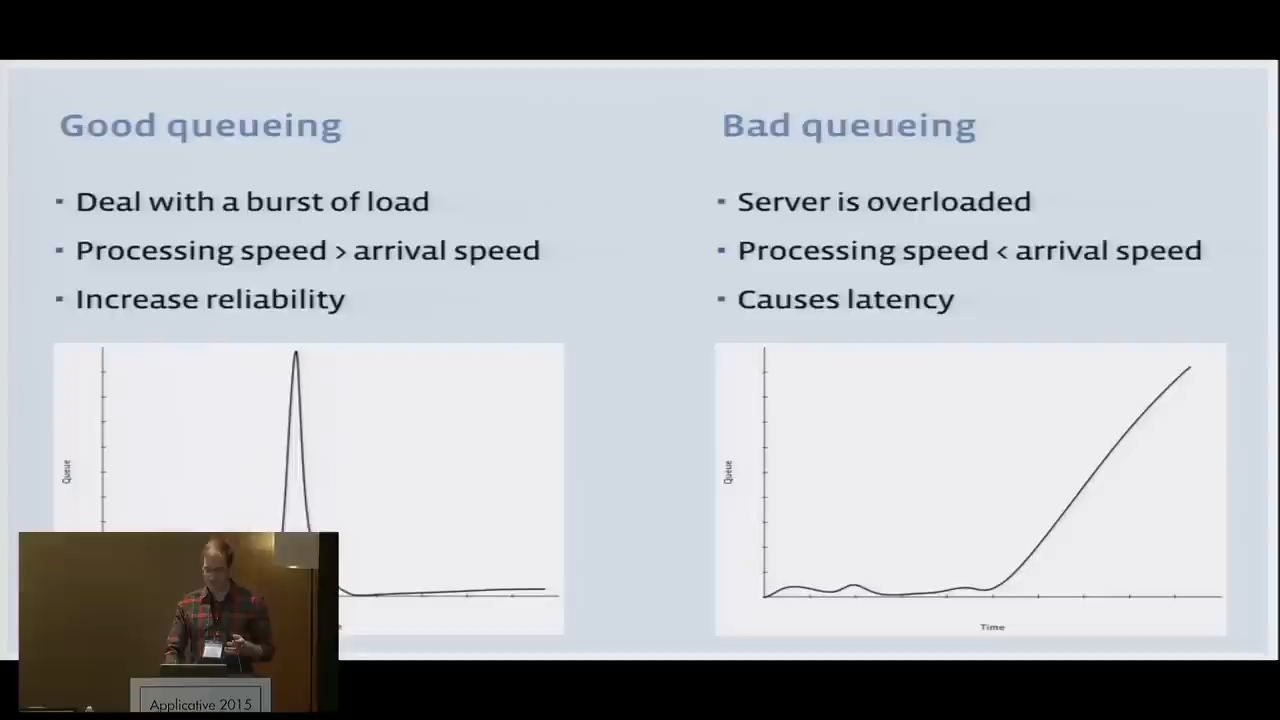 Good queueing
▪ Deal with a burst of load
▪ Processing speed > arrival speed
▪ Increase reliability
Queue
Bad queueing
▪ Server is overloaded
▪ Processing speed < arrival speed
▪ Causes latency
Queue
Time
Applicative 2015